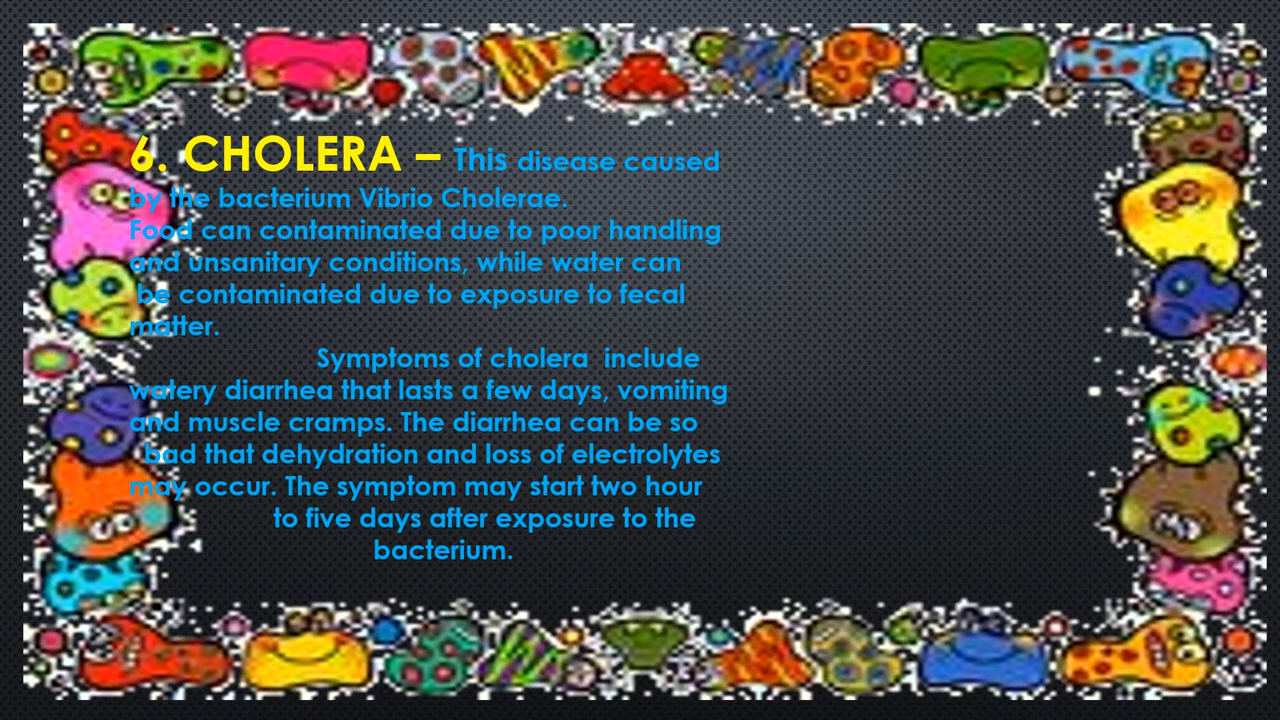 6. CHOLERA – This disease caused
by the bacterium Vibrio Cholerae.
Food can contaminated due to poor handling
and unsanitary conditions, while water can
be contaminated due to exposure to fecal
matter.
Symptoms of cholera include
watery diarrhea that lasts a few days, vomiting
and muscle cramps. The diarrhea can be so
bad that dehydration and loss of electrolytes
may occur. The symptom may start two hour
to five days after exposure to the
bacterium.